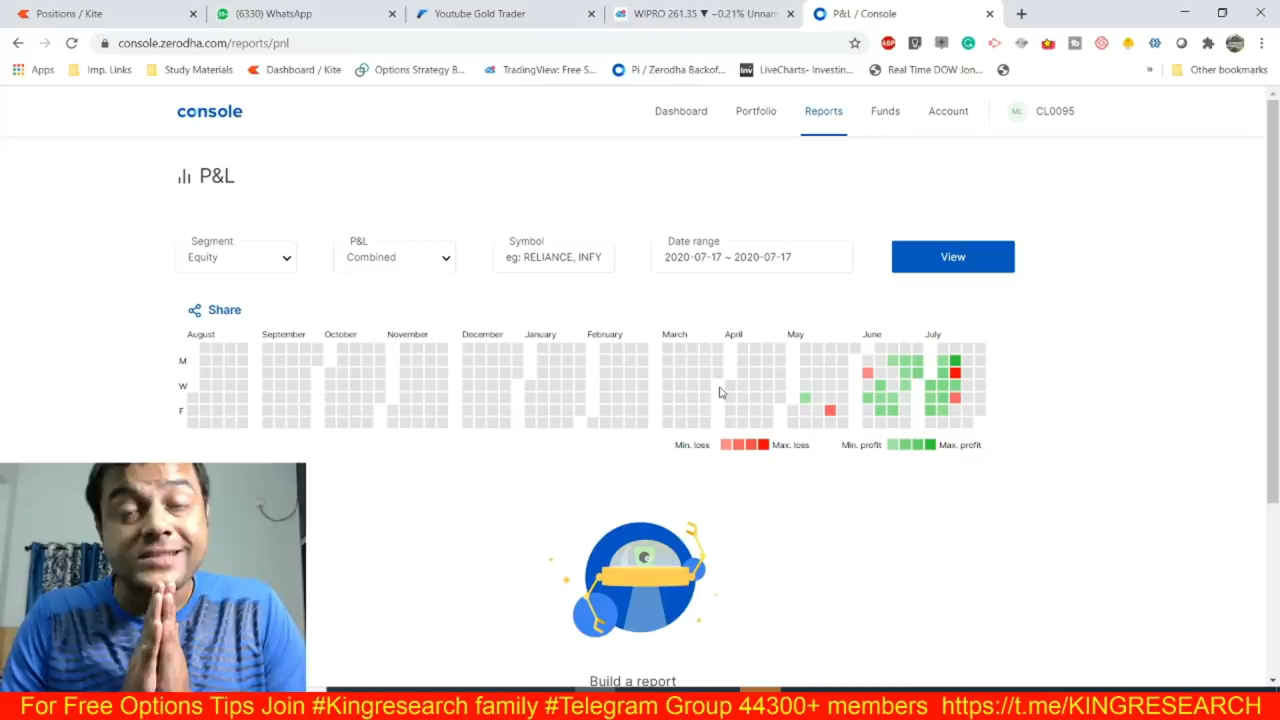 Positions / Kite
(6330) WhatsApp
Youtube Gold Trader
WIPRO 261.35 ▼ −0.21% Unnam
P&L / Console
console.zerodha.com/reports/pnl
Apps
Imp. Links
Study Materials
Dashboard / Kite
Options Strategy B...
TradingView: Free S...
Pi / Zerodha Backof...
LiveCharts- Investin...
Real Time DOW Jon...
Other bookmarks
console
Dashboard
Portfolio
Reports
Funds
Account
ML
CL0095
P&L
Segment
Equity
P&L
Combined
Symbol
eg: RELIANCE, INFY
Date range
2020-07-17 ~ 2020-07-17
View
Share
August September October November December January February March April May June July
M
W
F
Min. loss Max. loss Min. profit Max. profit
Build a report
For Free Options Tips Join #Kingresearch family #Telegram Group 44300+ members https://t.me/KINGRESEARCH